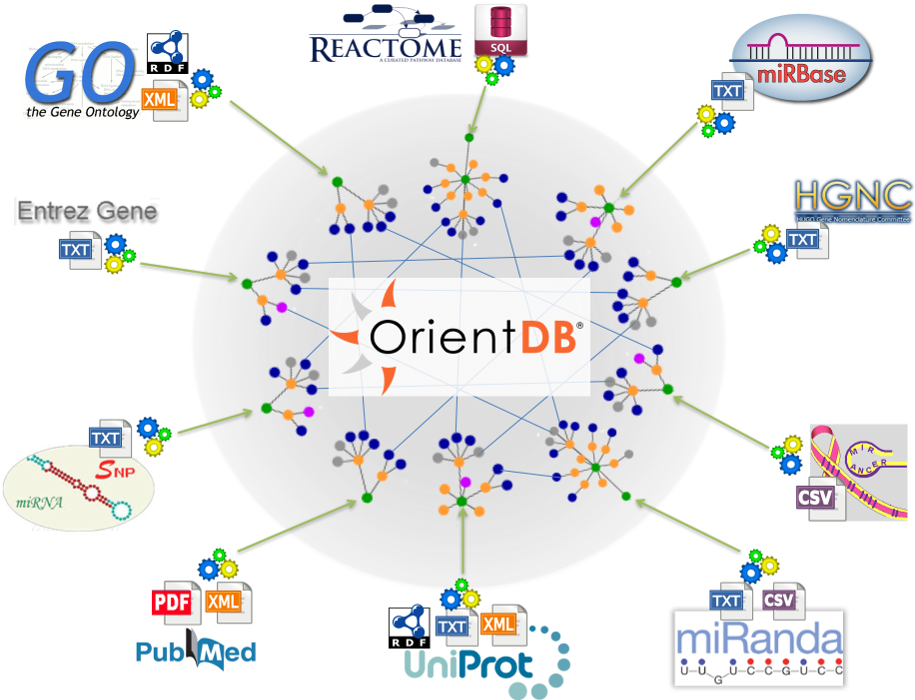 GO
RDF
XML
the Gene Ontology
REACTOME
A CURATED PATHWAY DATABASE
SQL
miRBase
TXT
Entrez Gene
TXT
HGNC
HUGO Gene Nomenclature Committee
TXT
OrientDB®
TXT
SNP
miRNA
MIR
CANCER
CSV
PDF
XML
PubMed
RDF
TXT
XML
UniProt
TXT
CSV
miRanda
UUGUCCGUCC